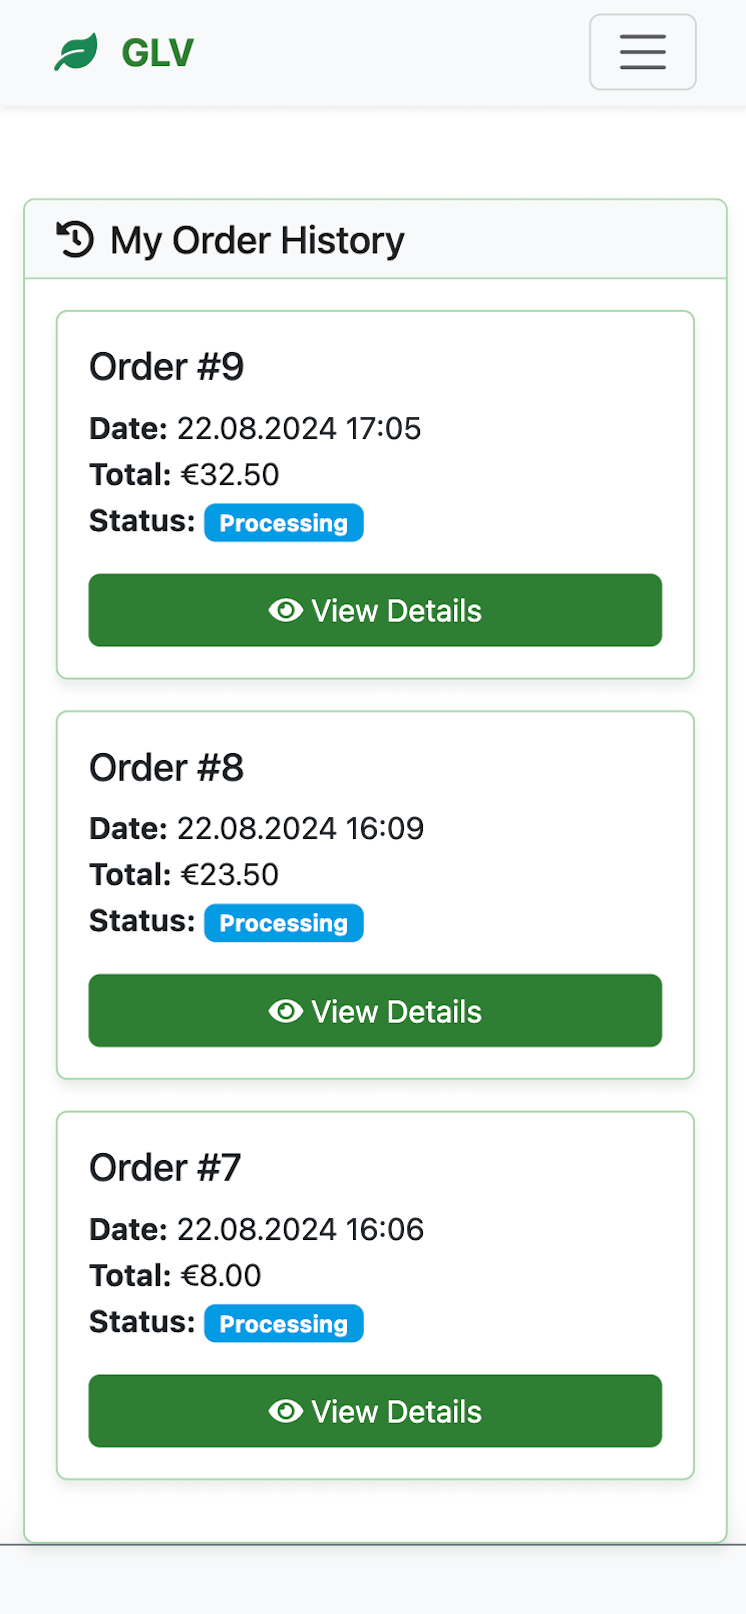 GLV
My Order History
Order #9
Date: 22.08.2024 17:05
Total: €32.50
Status: Processing
View Details
Order #8
Date: 22.08.2024 16:09
Total: €23.50
Status: Processing
View Details
Order #7
Date: 22.08.2024 16:06
Total: €8.00
Status: Processing
View Details